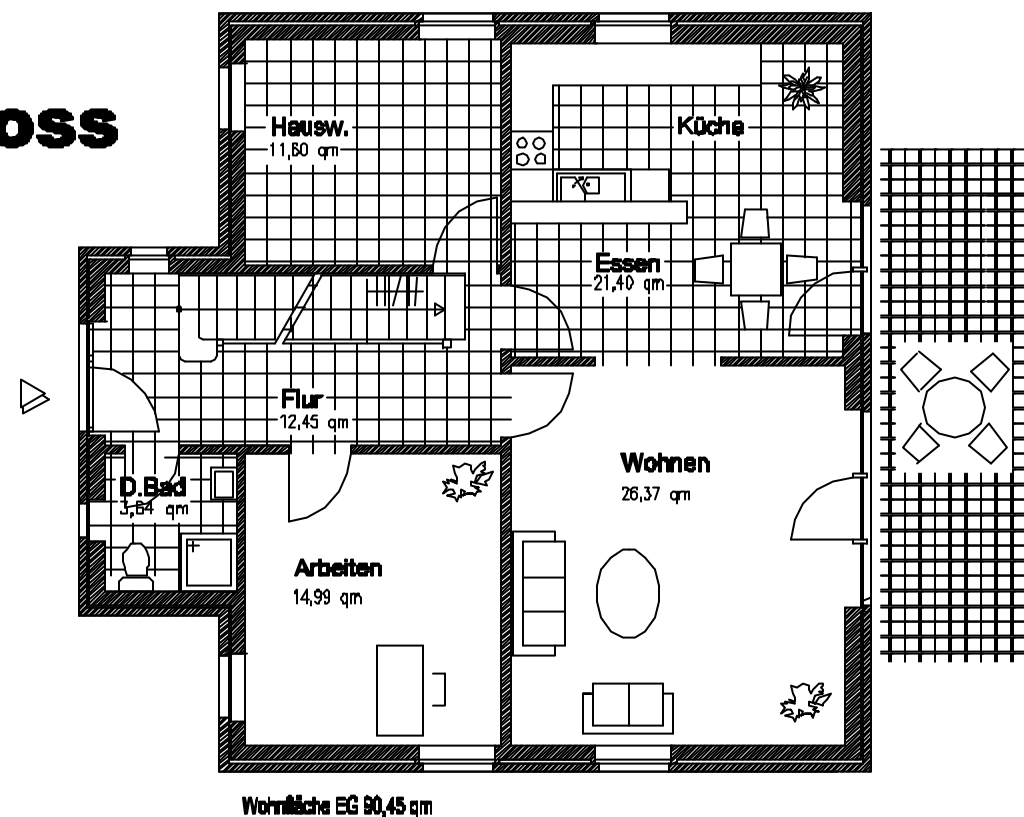 oss
Hausw.
11,60 qm
Küche
Essen
21,40 qm
Flur
12,45 qm
Wohnen
26,37 qm
D.Bad
3,64 qm
Arbeiten
14,99 qm
Wohnfläche EG 90,45 qm